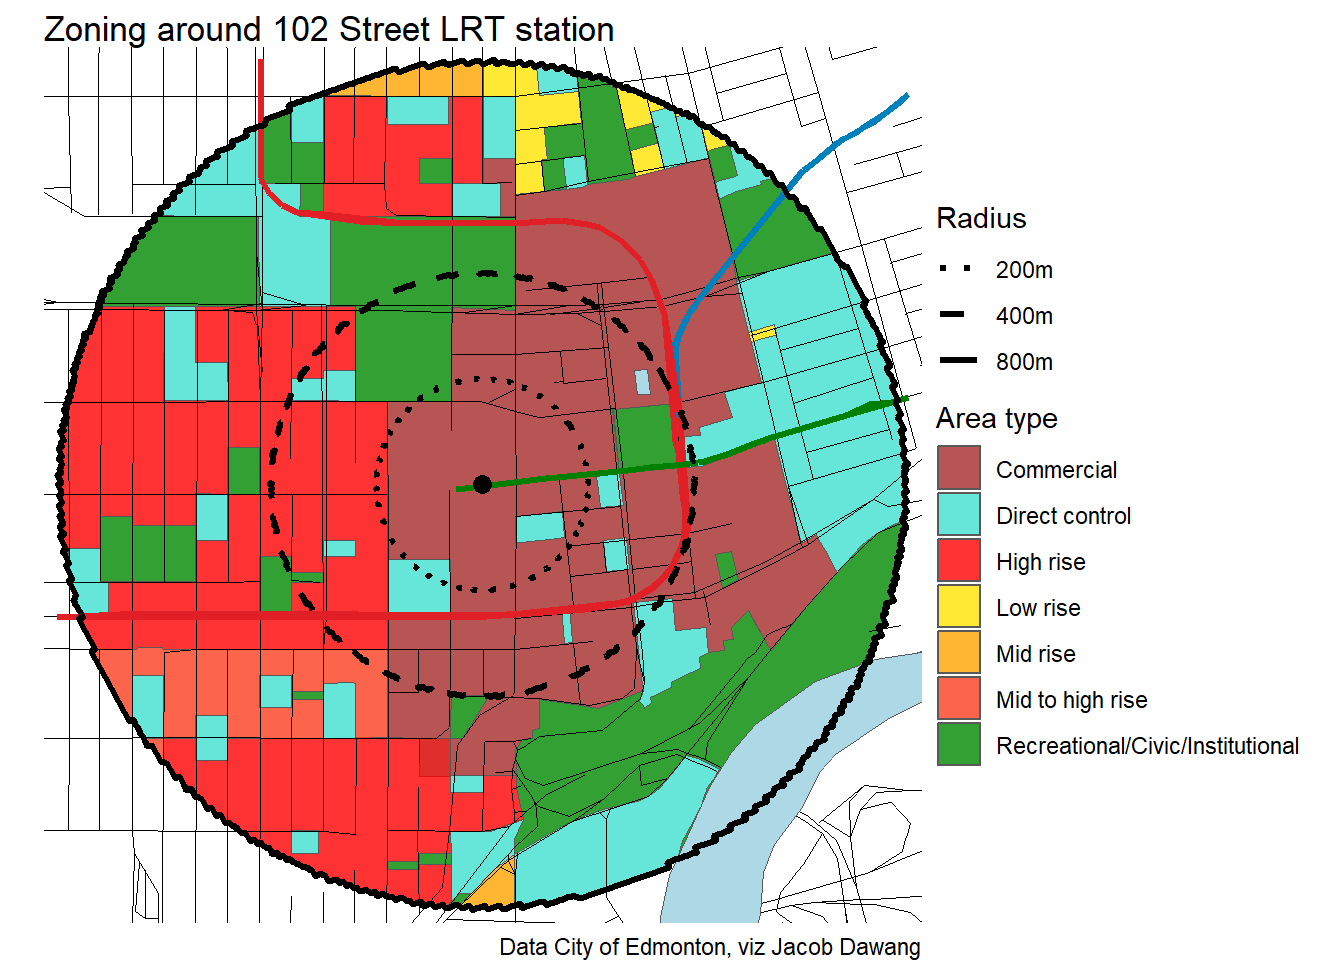 Zoning around 102 Street LRT station
Radius
200m
400m
800m
Area type
Commercial
Direct control
High rise
Low rise
Mid rise
Mid to high rise
Recreational/Civic/Institutional
Data City of Edmonton, viz Jacob Dawang